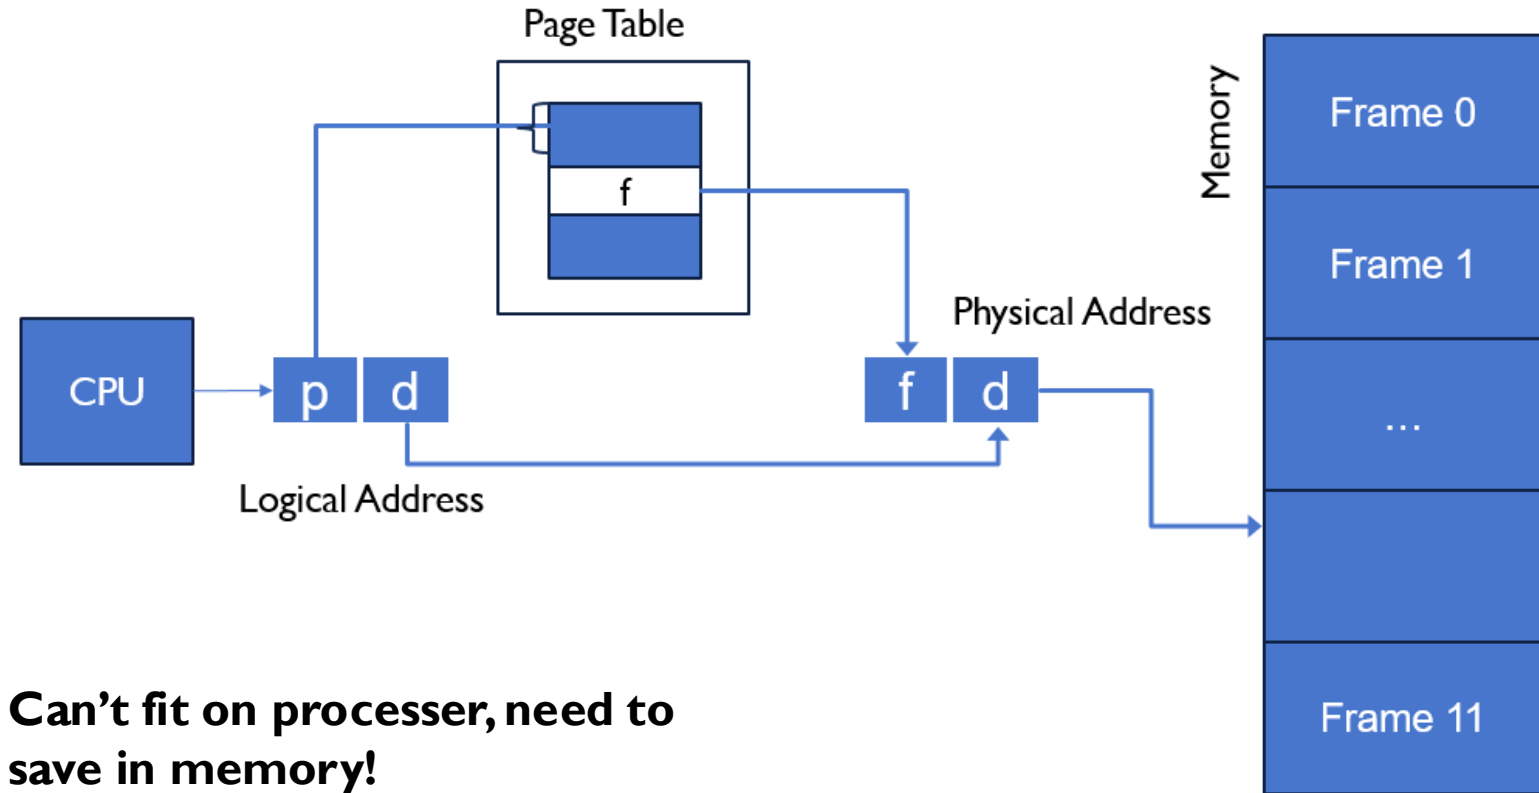 Page Table
f
Memory
Frame 0
Frame 1
...
Frame 11
Physical Address
CPU
p
d
f
d
Logical Address
Can’t fit on processer, need to
save in memory!